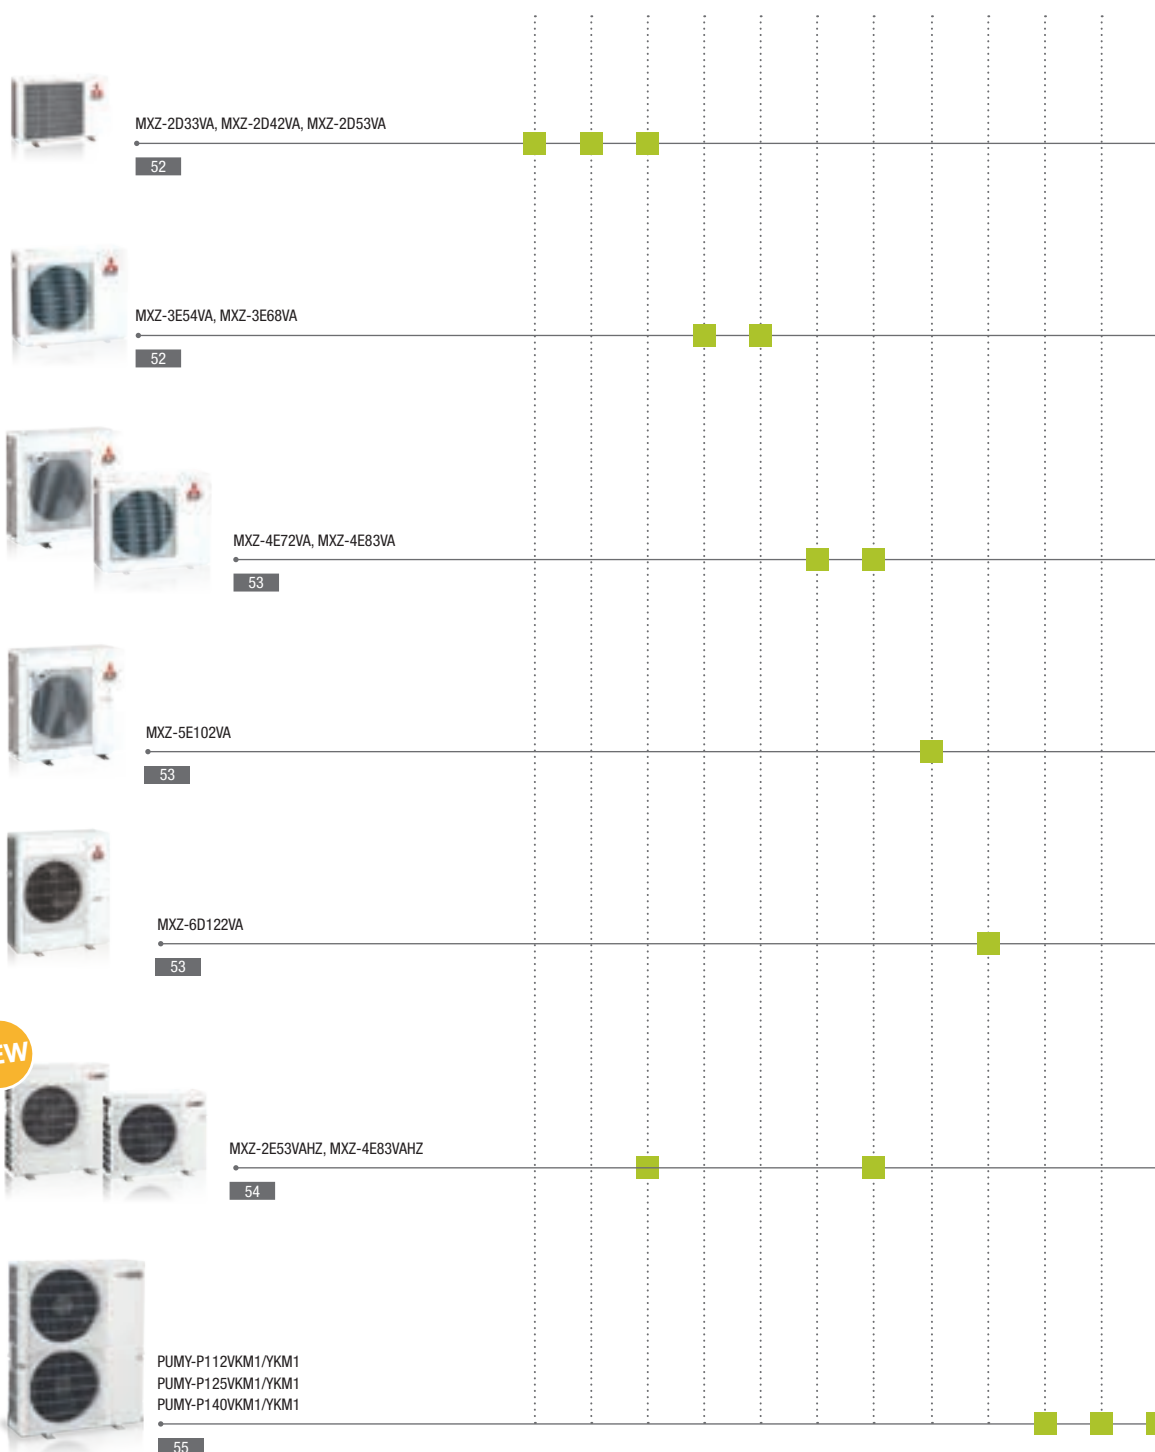 MXZ-2D33VA, MXZ-2D42VA, MXZ-2D53VA
52
MXZ-3E54VA, MXZ-3E68VA
52
MXZ-4E72VA, MXZ-4E83VA
53
MXZ-5E102VA
53
MXZ-6D122VA
53
EW
MXZ-2E53VAHZ, MXZ-4E83VAHZ
54
PUMY-P112VKM1/YKM1
PUMY-P125VKM1/YKM1
PUMY-P140VKM1/YKM1
55